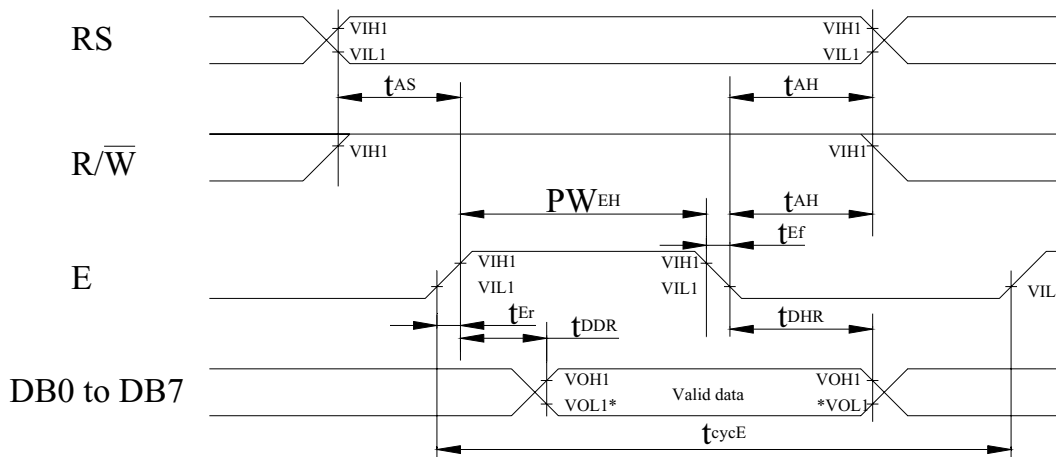 RS
VIH1 VIH1
VIL1 VIL1
tAS tAH
R/W̅
VIH1 VIH1
PWEH tAH
tEf
E
VIH1 VIH1
VIL1 VIL1 VIL
tEr tDDR tDHR
DB0 to DB7
VOH1 Valid data VOH1
VOL1* *VOL1
tcycE